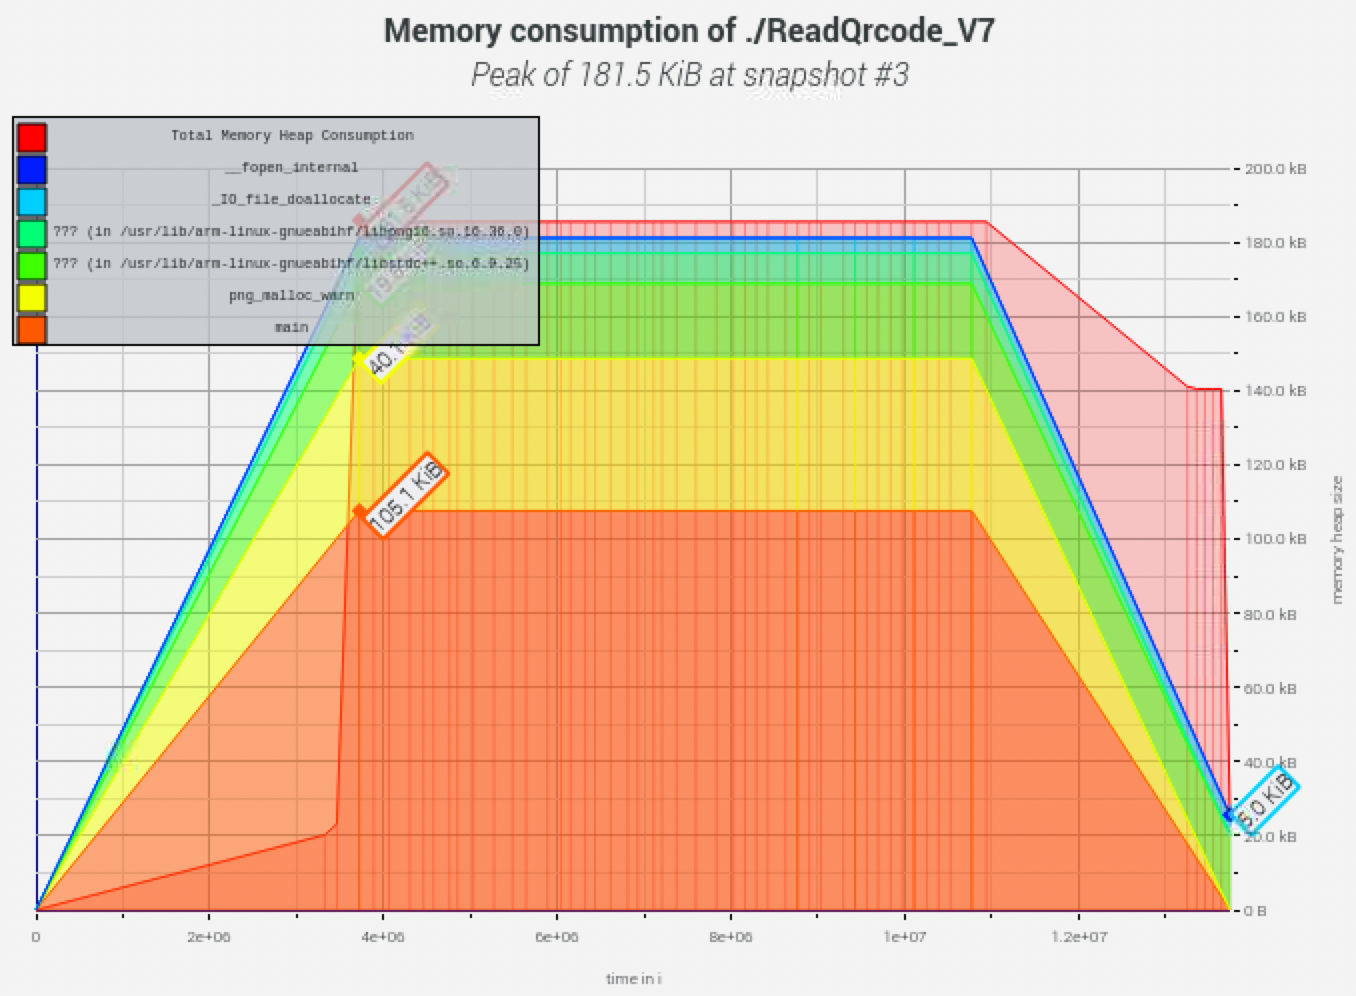 Memory consumption of ./ReadQrcode_V7
Peak of 181.5 KiB at snapshot #3
Total Memory Heap Consumption
__fopen_internal
_IO_file_doallocate
??? (in /usr/lib/arm-linux-gnueabihf/libpng16.so.16.36.0)
??? (in /usr/lib/arm-linux-gnueabihf/libstdc++.so.6.0.25)
png_malloc_warn
main
40.1 KiB
105.1 KiB
5.0 KiB
200.0 kB
180.0 kB
160.0 kB
140.0 kB
120.0 kB
100.0 kB
80.0 kB
60.0 kB
40.0 kB
20.0 kB
0 B
memory heap size
0
2e+06
4e+06
6e+06
8e+06
1e+07
1.2e+07
time in i